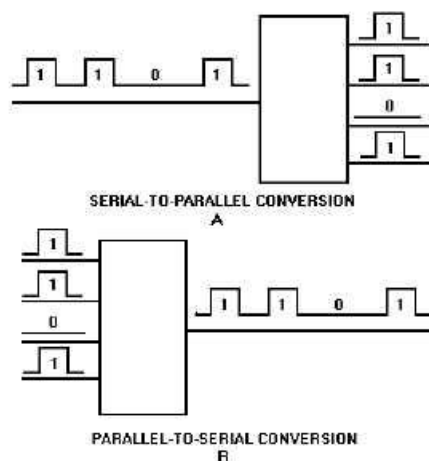 1
1 1 0 1
1
0
1
SERIAL-TO-PARALLEL CONVERSION
A
1
1
1 1 0 1
0
1
PARALLEL-TO-SERIAL CONVERSION
B